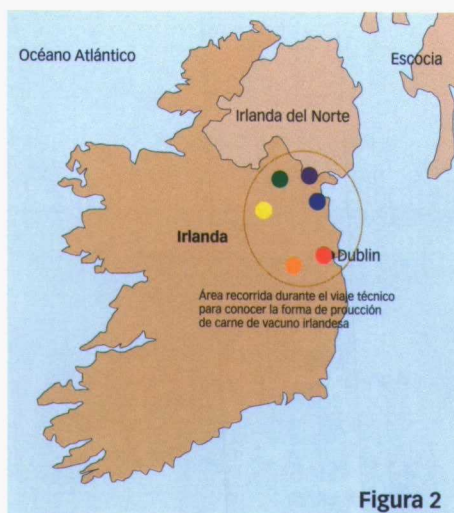 Océano Atlántico
Escocia
Irlanda del Norte
Irlanda
Dublin
Área recorrida durante el viaje técnico
para conocer la forma de proucción
de carne de vacuno irlandesa
Figura 2